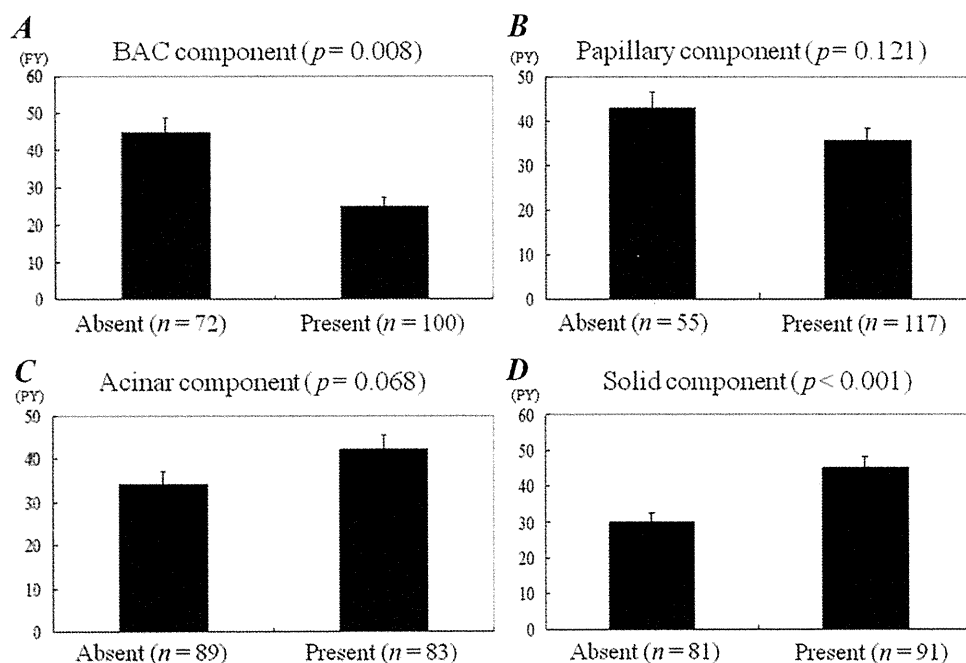 A
(PY)
BAC component (p = 0.008)
60
50
40
30
20
10
0
Absent (n = 72) Present (n = 100)
B
(PY)
Papillary component (p = 0.121)
50
40
30
20
10
0
Absent (n = 55) Present (n = 117)
C
(PY)
Acinar component (p = 0.068)
50
40
30
20
10
0
Absent (n = 89) Present (n = 83)
D
(PY)
Solid component (p < 0.001)
60
50
40
30
20
10
0
Absent (n = 81) Present (n = 91)